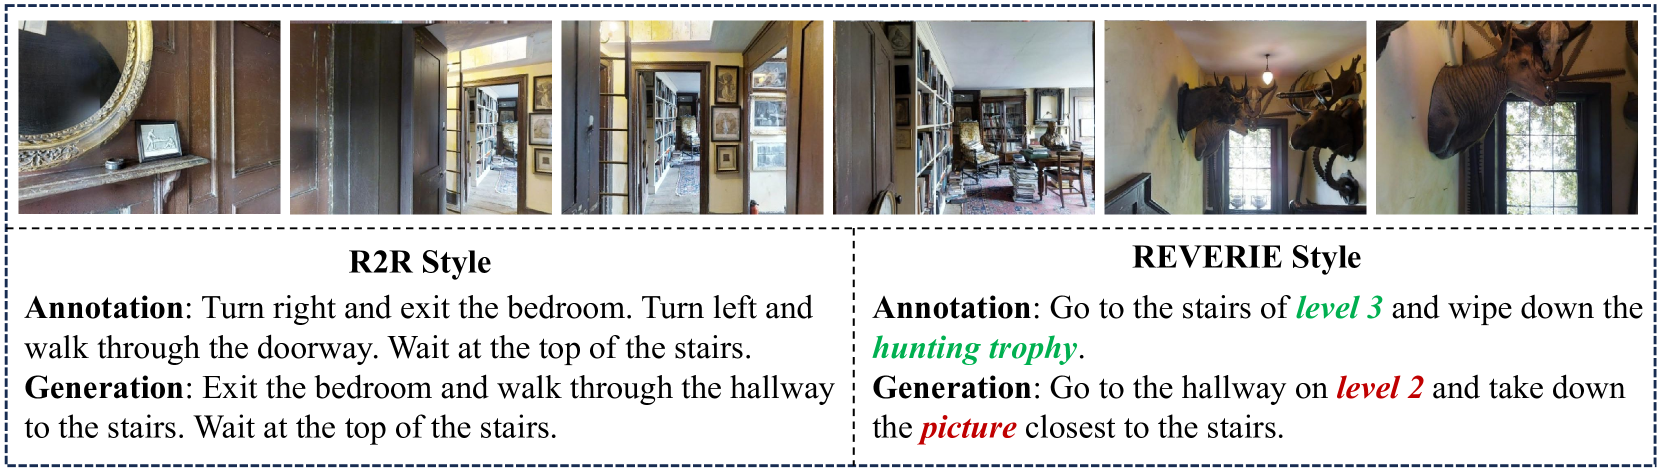 R2R Style
Annotation: Turn right and exit the bedroom. Turn left and
walk through the doorway. Wait at the top of the stairs.
Generation: Exit the bedroom and walk through the hallway
to the stairs. Wait at the top of the stairs.
REVERIE Style
Annotation: Go to the stairs of level 3 and wipe down the
hunting trophy.
Generation: Go to the hallway on level 2 and take down
the picture closest to the stairs.